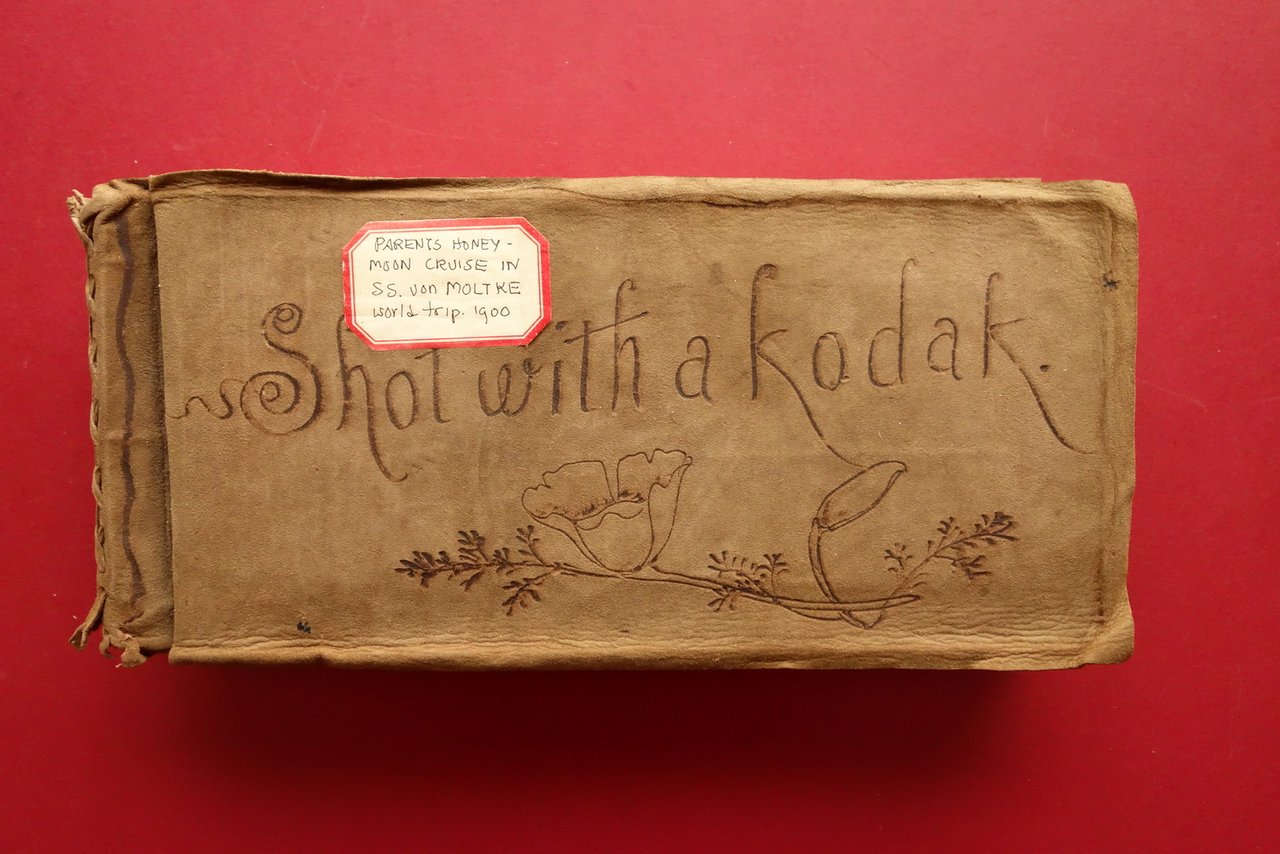 PARENTS HONEY-
MOON CRUISE IN
SS. von MOLTKE
world trip. 1900
Shot with a kodak.